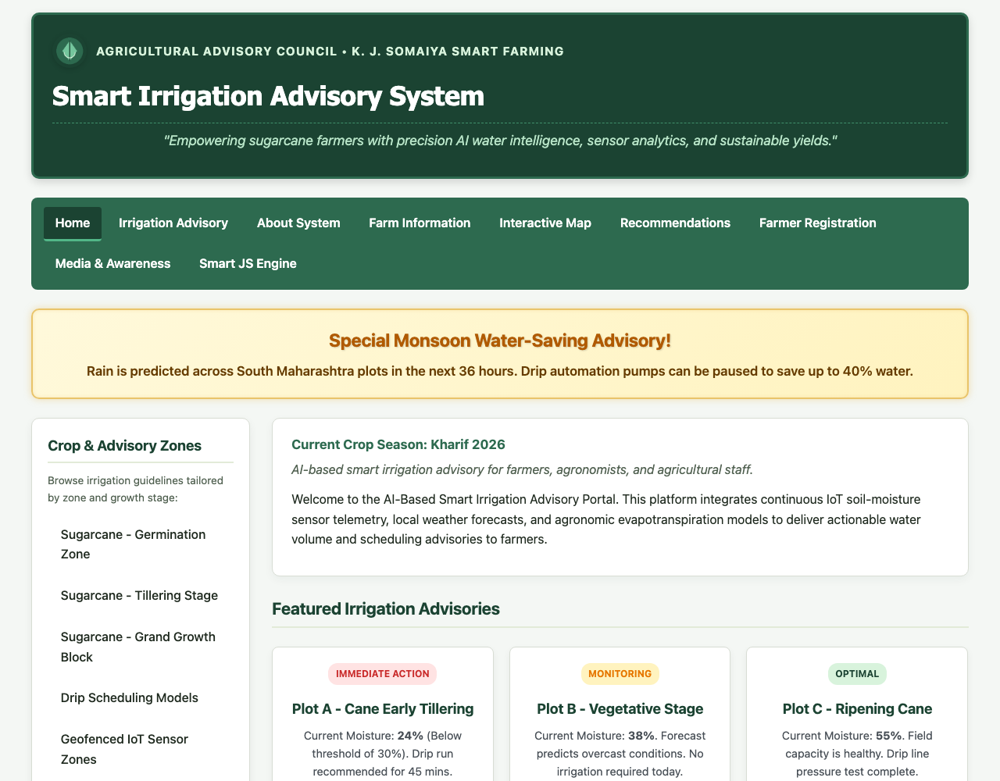 AGRICULTURAL ADVISORY COUNCIL • K. J. SOMAIYA SMART FARMING
Smart Irrigation Advisory System
"Empowering sugarcane farmers with precision AI water intelligence, sensor analytics, and sustainable yields."
Home Irrigation Advisory About System Farm Information Interactive Map Recommendations Farmer Registration
Media & Awareness Smart JS Engine
Special Monsoon Water-Saving Advisory!
Rain is predicted across South Maharashtra plots in the next 36 hours. Drip automation pumps can be paused to save up to 40% water.
Crop & Advisory Zones
Browse irrigation guidelines tailored
by zone and growth stage:
Sugarcane - Germination
Zone
Sugarcane - Tillering Stage
Sugarcane - Grand Growth
Block
Drip Scheduling Models
Geofenced IoT Sensor
Zones
Current Crop Season: Kharif 2026
AI-based smart irrigation advisory for farmers, agronomists, and agricultural staff.
Welcome to the AI-Based Smart Irrigation Advisory Portal. This platform integrates continuous IoT soil-moisture
sensor telemetry, local weather forecasts, and agronomic evapotranspiration models to deliver actionable water
volume and scheduling advisories to farmers.
Featured Irrigation Advisories
IMMEDIATE ACTION
Plot A - Cane Early Tillering
Current Moisture: 24% (Below
threshold of 30%). Drip run
recommended for 45 mins.
MONITORING
Plot B - Vegetative Stage
Current Moisture: 38%. Forecast
predicts overcast conditions. No
irrigation required today.
OPTIMAL
Plot C - Ripening Cane
Current Moisture: 55%. Field
capacity is healthy. Drip line
pressure test complete.